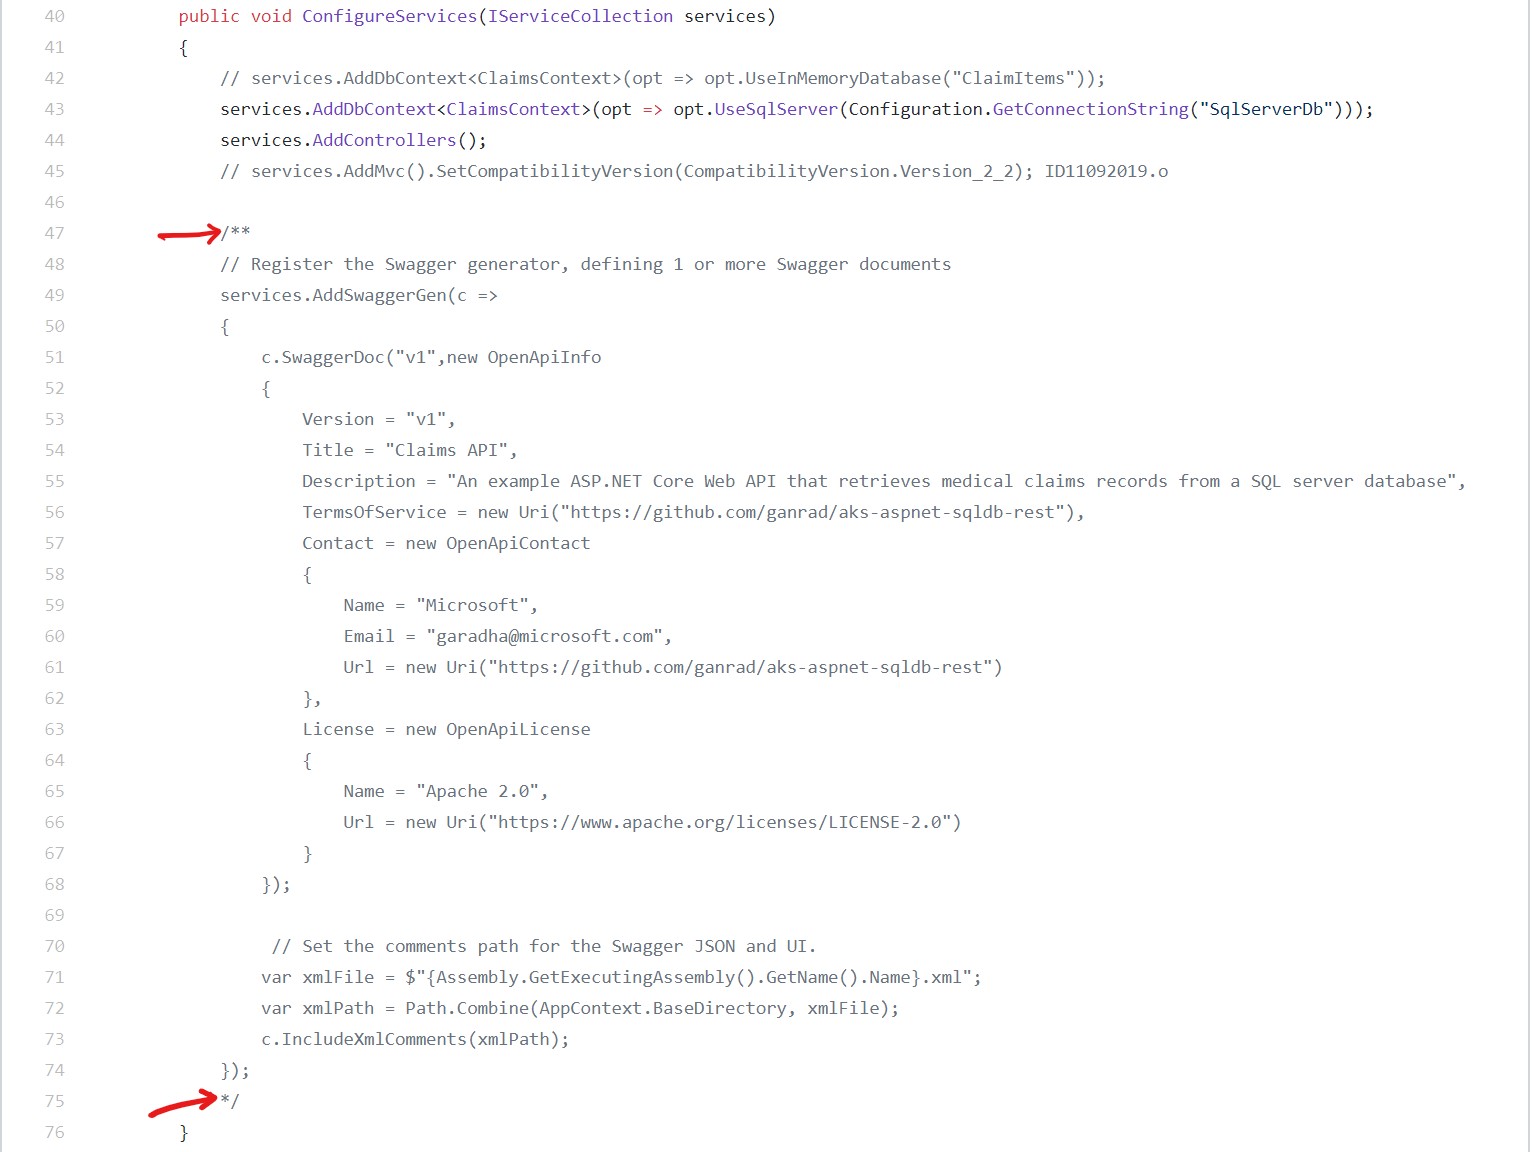 40 public void ConfigureServices(IServiceCollection services)
41 {
42 // services.AddDbContext<ClaimsContext>(opt => opt.UseInMemoryDatabase("ClaimItems"));
43 services.AddDbContext<ClaimsContext>(opt => opt.UseSqlServer(Configuration.GetConnectionString("SqlServerDb")));
44 services.AddControllers();
45 // services.AddMvc().SetCompatibilityVersion(CompatibilityVersion.Version_2_2); ID11092019.o
46
47 /**
48 // Register the Swagger generator, defining 1 or more Swagger documents
49 services.AddSwaggerGen(c =>
50 {
51 c.SwaggerDoc("v1",new OpenApiInfo
52 {
53 Version = "v1",
54 Title = "Claims API",
55 Description = "An example ASP.NET Core Web API that retrieves medical claims records from a SQL server database",
56 TermsOfService = new Uri("https://github.com/ganrad/aks-aspnet-sqldb-rest"),
57 Contact = new OpenApiContact
58 {
59 Name = "Microsoft",
60 Email = "garadha@microsoft.com",
61 Url = new Uri("https://github.com/ganrad/aks-aspnet-sqldb-rest")
62 },
63 License = new OpenApiLicense
64 {
65 Name = "Apache 2.0",
66 Url = new Uri("https://www.apache.org/licenses/LICENSE-2.0")
67 }
68 });
69
70 // Set the comments path for the Swagger JSON and UI.
71 var xmlFile = $"{Assembly.GetExecutingAssembly().GetName().Name}.xml";
72 var xmlPath = Path.Combine(AppContext.BaseDirectory, xmlFile);
73 c.IncludeXmlComments(xmlPath);
74 });
75 */
76 }